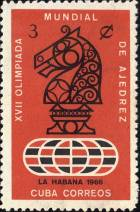 MUNDIAL
3 ¢
XVII OLIMPIADA
DE AJEDREZ
LA HABANA 1966
CUBA CORREOS